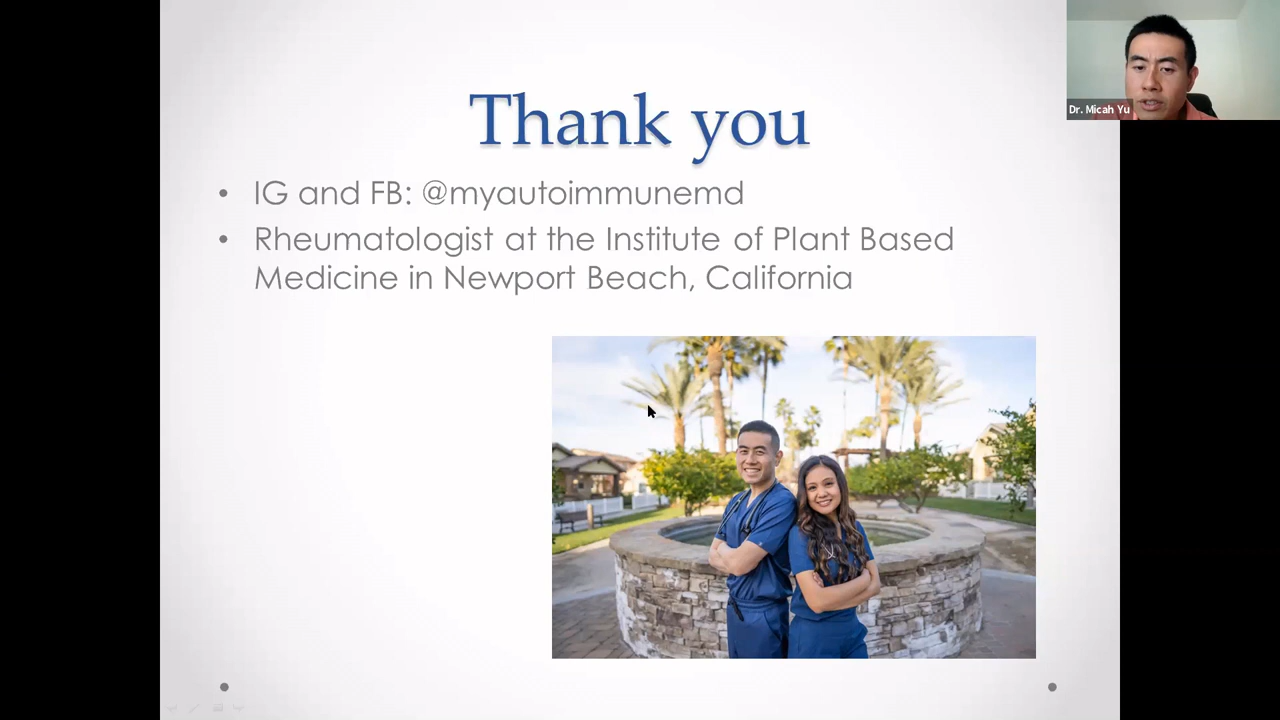 Thank you
• IG and FB: @myautoimmunemd
• Rheumatologist at the Institute of Plant Based
Medicine in Newport Beach, California
Dr. Micah Yu